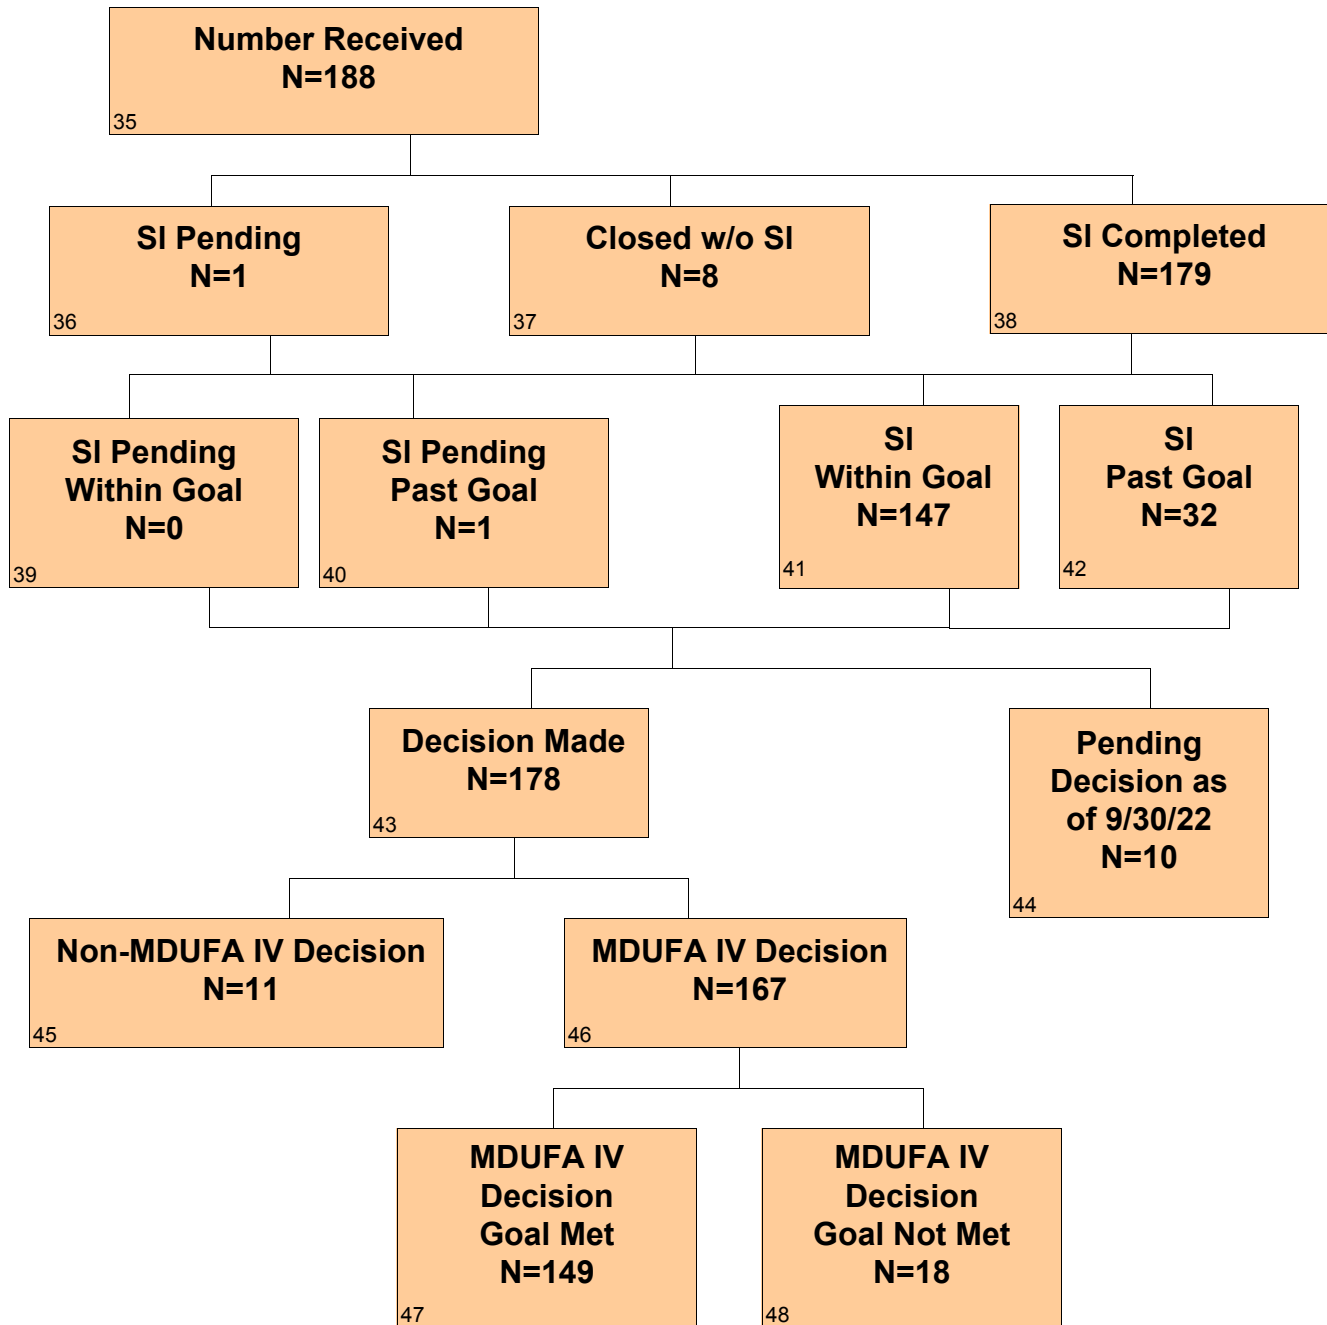 Number Received
N=188
35
SI Pending
N=1
36
Closed w/o SI
N=8
37
SI Completed
N=179
38
SI Pending
Within Goal
N=0
39
SI Pending
Past Goal
N=1
40
SI
Within Goal
N=147
41
SI
Past Goal
N=32
42
Decision Made
N=178
43
Pending
Decision as
of 9/30/22
N=10
44
Non-MDUFA IV Decision
N=11
45
MDUFA IV Decision
N=167
46
MDUFA IV
Decision
Goal Met
N=149
47
MDUFA IV
Decision
Goal Not Met
N=18
48